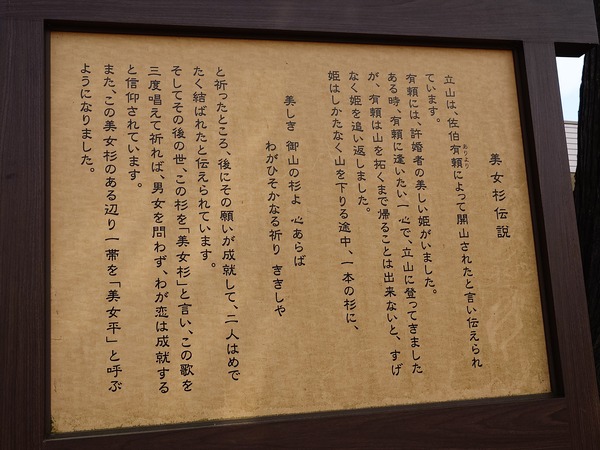 美女杉伝説
立山は、佐伯有頼によって開山されたと言い伝えられ
ありより
ています。
有頼には、許婚者の美しい姫がいました。
ある時、有頼に逢いたい一心で、立山に登ってきました
が、有頼は山を拓くまで帰ることは出来ないと、すげ
なく姫を追い返しました。
姫はしかたなく山を下りる途中、一本の杉に、
美しき 御山の杉よ 心あらば
わがひそかなる祈り ききしや
と祈ったところ、後にその願いが成就して、二人はめで
たく結ばれたと伝えられています。
そしてその後の世、この杉を「美女杉」と言い、この歌を
三度唱えて祈れば、男女を問わず、わが恋は成就する
と信仰されています。
また、この美女杉のある辺り一帯を「美女平」と呼ぶ
ようになりました。